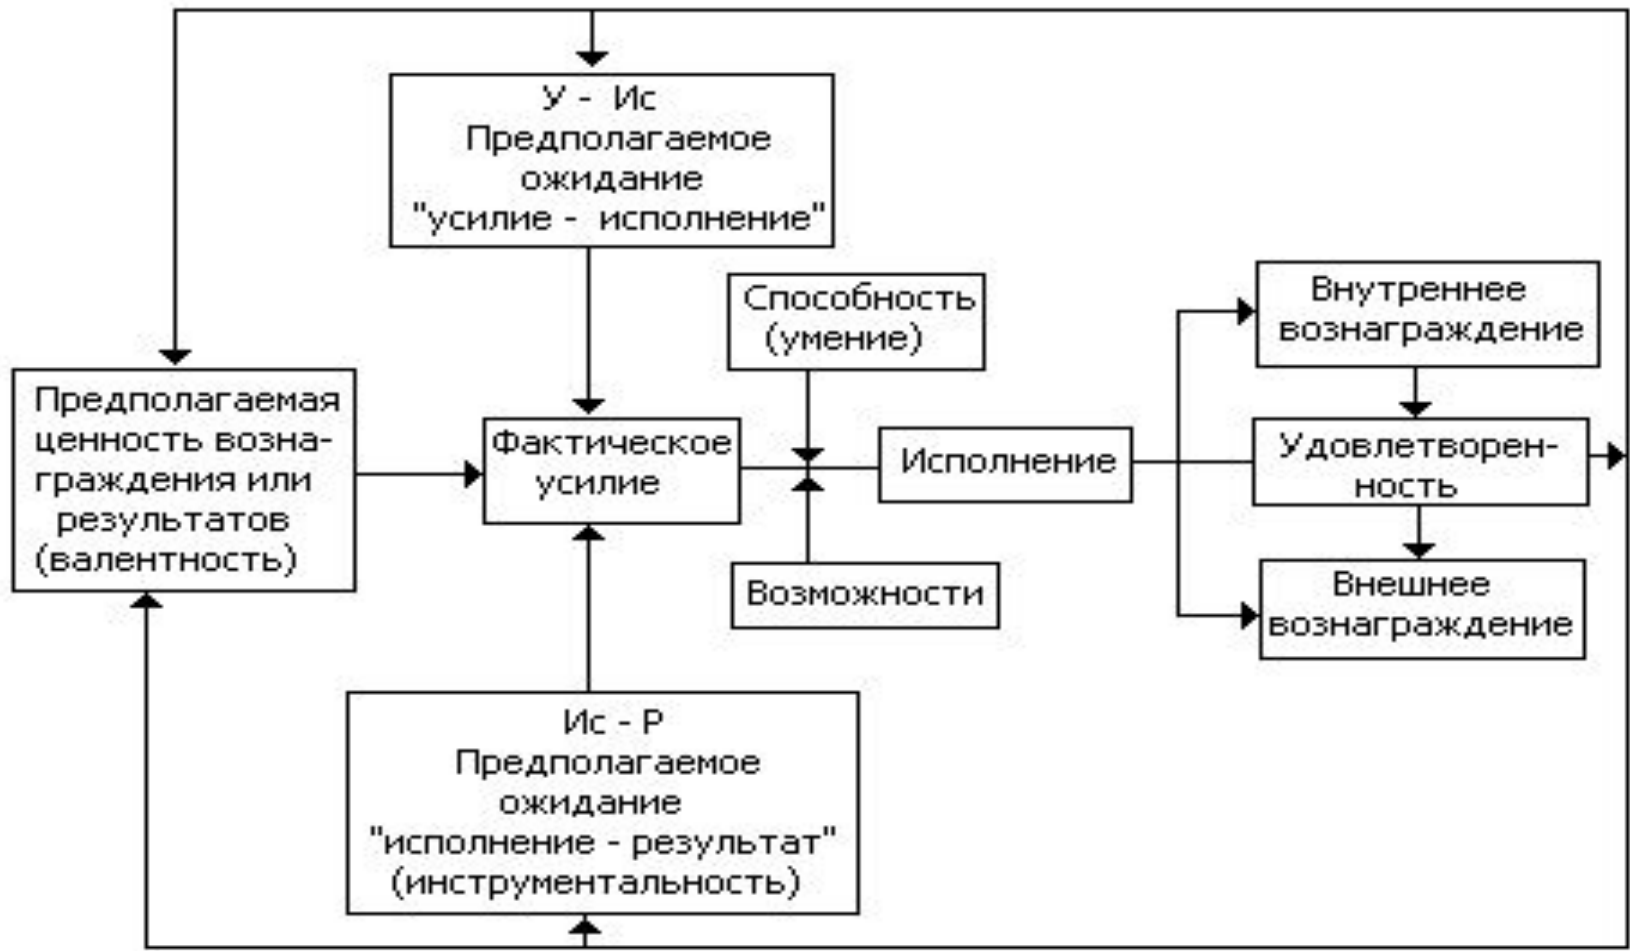 У - Ис
Предполагаемое
ожидание
"усилие - исполнение"
Способность
(умение)
Внутреннее
вознаграждение
Предполагаемая
ценность возна-
граждения или
результатов
(валентность)
Фактическое
усилие
Исполнение
Удовлетворен-
ность
Возможности
Внешнее
вознаграждение
Ис - Р
Предполагаемое
ожидание
"исполнение - результат"
(инструментальность)